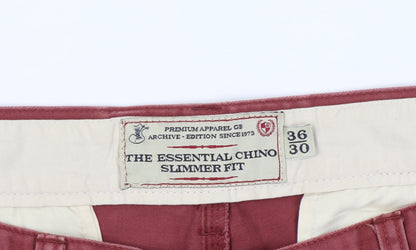 PREMIUM APPAREL GB
ARCHIVE - EDITION SINCE 1973
THE ESSENTIAL CHINO
SLIMMER FIT
36
30